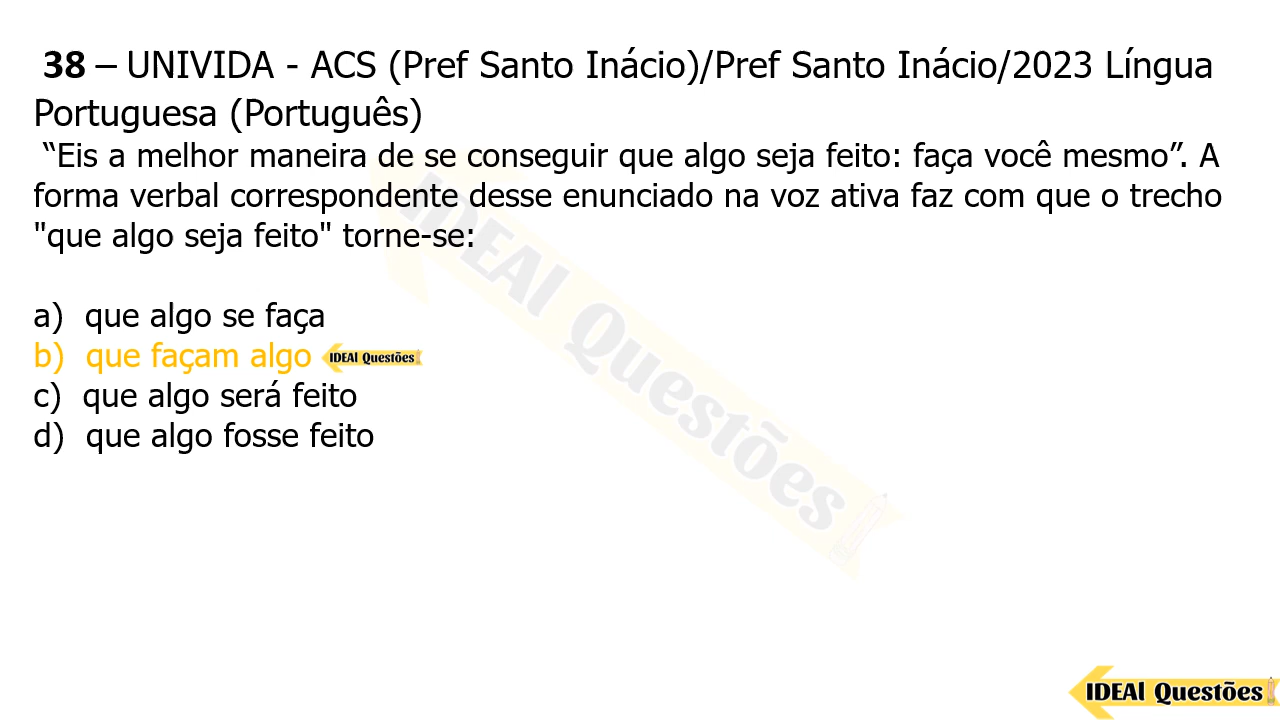 38 – UNIVIDA - ACS (Pref Santo Inácio)/Pref Santo Inácio/2023 Língua
Portuguesa (Português)
“Eis a melhor maneira de se conseguir que algo seja feito: faça você mesmo”. A
forma verbal correspondente desse enunciado na voz ativa faz com que o trecho
"que algo seja feito" torne-se:
a) que algo se faça
b) que façam algo IDEAl Questões
c) que algo será feito
d) que algo fosse feito
IDEAl Questões
IDEAl Questões